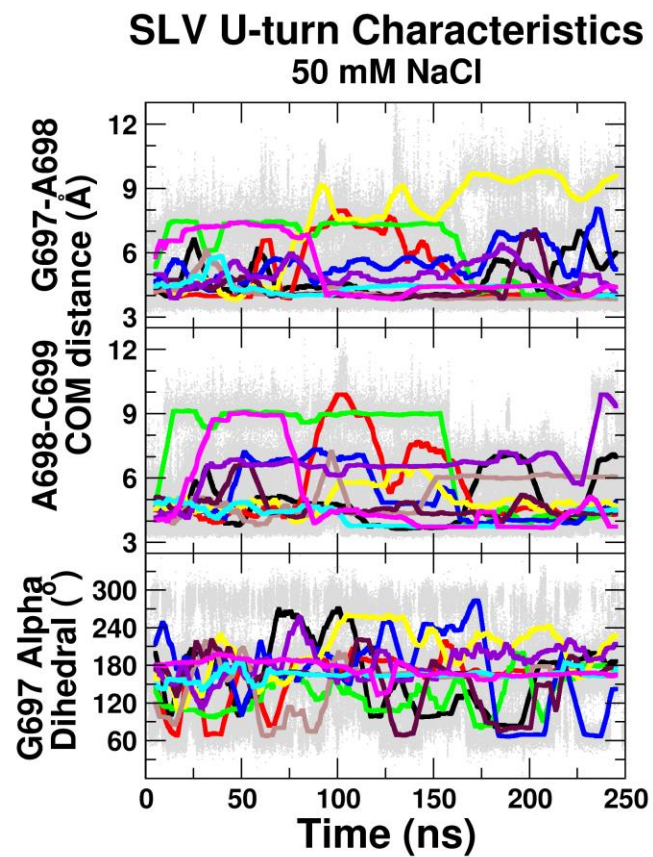 SLV U-turn Characteristics
50 mM NaCl
G697-A698
A698-C699
COM distance (Å)
12
9
6
3
12
9
6
3
G697 Alpha
Dihedral (°)
300
240
180
120
60
0
50
100
150
200
250
Time (ns)